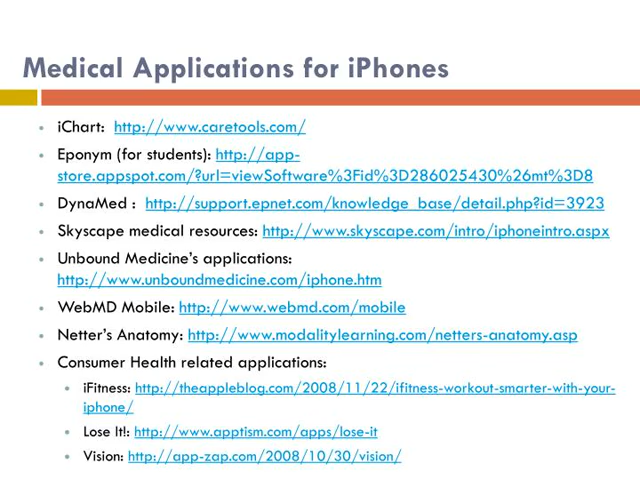 Medical Applications for iPhones
• iChart: http://www.caretools.com/
• Eponym (for students): http://app-
store.appspot.com/?url=viewSoftware%3Fid%3D286025430%26mt%3D8
• DynaMed : http://support.epnet.com/knowledge_base/detail.php?id=3923
• Skyscape medical resources: http://www.skyscape.com/intro/iphoneintro.aspx
• Unbound Medicine's applications:
http://www.unboundmedicine.com/iphone.htm
• WebMD Mobile: http://www.webmd.com/mobile
• Netter's Anatomy: http://www.modalitylearning.com/netters-anatomy.asp
• Consumer Health related applications:
• iFitness: http://theappleblog.com/2008/11/22/ifitness-workout-smarter-with-your-
iphone/
• Lose It!: http://www.apptism.com/apps/lose-it
• Vision: http://app-zap.com/2008/10/30/vision/